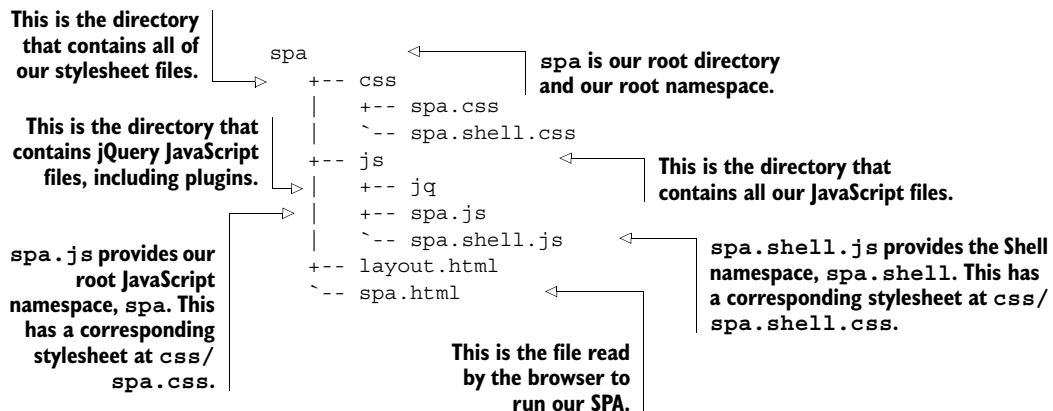 This is the directory
that contains all of
our stylesheet files.
spa
spa is our root directory
and our root namespace.
+-- css
|   +-- spa.css
|   `-- spa.shell.css
This is the directory that
contains jQuery JavaScript
files, including plugins.
+-- js
This is the directory that
contains all our JavaScript files.
|   +-- jq
|   +-- spa.js
|   `-- spa.shell.js
spa.js provides our
root JavaScript
namespace, spa. This
has a corresponding
stylesheet at css/
spa.css.
spa.shell.js provides the Shell
namespace, spa.shell. This has
a corresponding stylesheet at css/
spa.shell.css.
+-- layout.html
`-- spa.html
This is the file read
by the browser to
run our SPA.